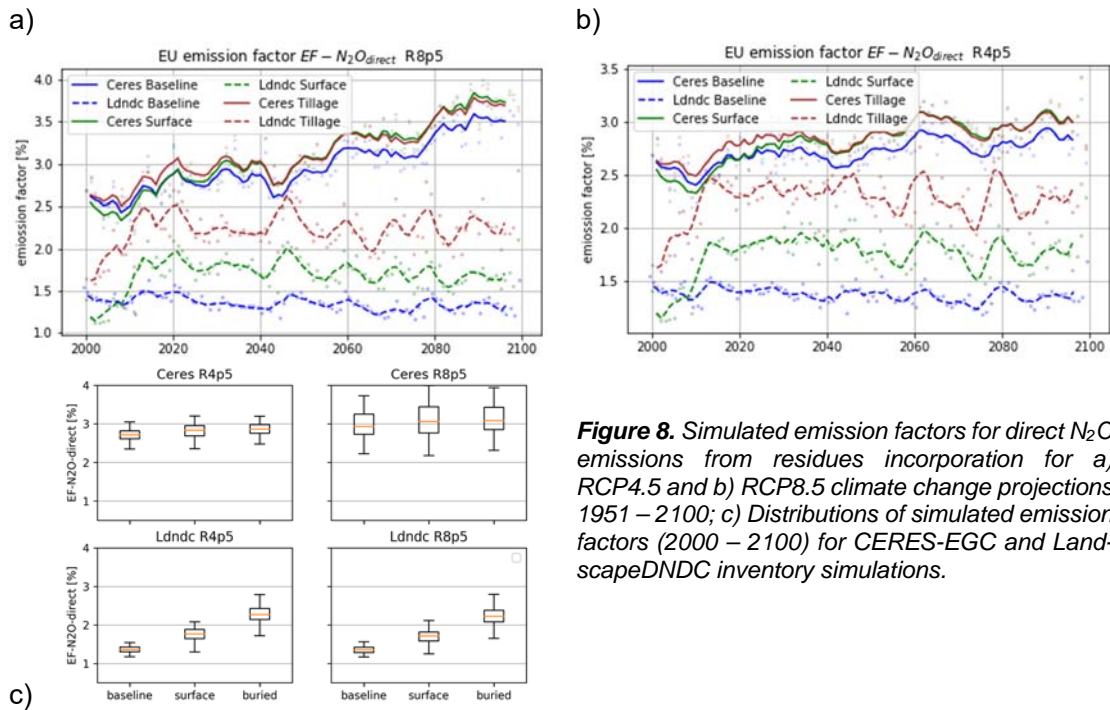 a)
EU emission factor EF − N₂O direct R8p5
4.0
3.5
3.0
2.5
2.0
1.5
1.0
emiossion factor [%]
Ceres Baseline
Ldndc Baseline
Ceres Surface
Ldndc Surface
Ceres Tillage
Ldndc Tillage
2000 2020 2040 2060 2080 2100
b)
EU emission factor EF − N₂O direct R4p5
3.5
3.0
2.5
2.0
1.5
emiossion factor [%]
Ceres Baseline
Ldndc Baseline
Ceres Surface
Ldndc Surface
Ceres Tillage
Ldndc Tillage
2000 2020 2040 2060 2080 2100
Ceres R4p5
Ceres R8p5
EF-N2O-direct [%]
4
3
2
1
Ldndc R4p5
Ldndc R8p5
EF-N2O-direct [%]
4
3
2
1
baseline surface buried
baseline surface buried
c)
Figure 8. Simulated emission factors for direct N₂O
emissions from residues incorporation for a)
RCP4.5 and b) RCP8.5 climate change projections
1951 – 2100; c) Distributions of simulated emission
factors (2000 – 2100) for CERES-EGC and Land-
scapeDNDC inventory simulations.